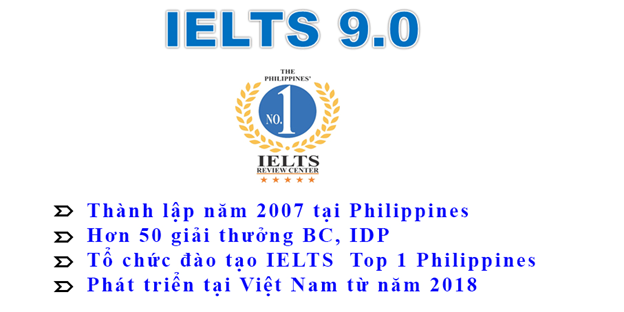 IELTS 9.0
THE
PHILIPPINES'
NO. 1
IELTS
REVIEW CENTER
Thành lập năm 2007 tại Philippines
Hơn 50 giải thưởng BC, IDP
Tổ chức đào tạo IELTS Top 1 Philippines
Phát triển tại Việt Nam từ năm 2018